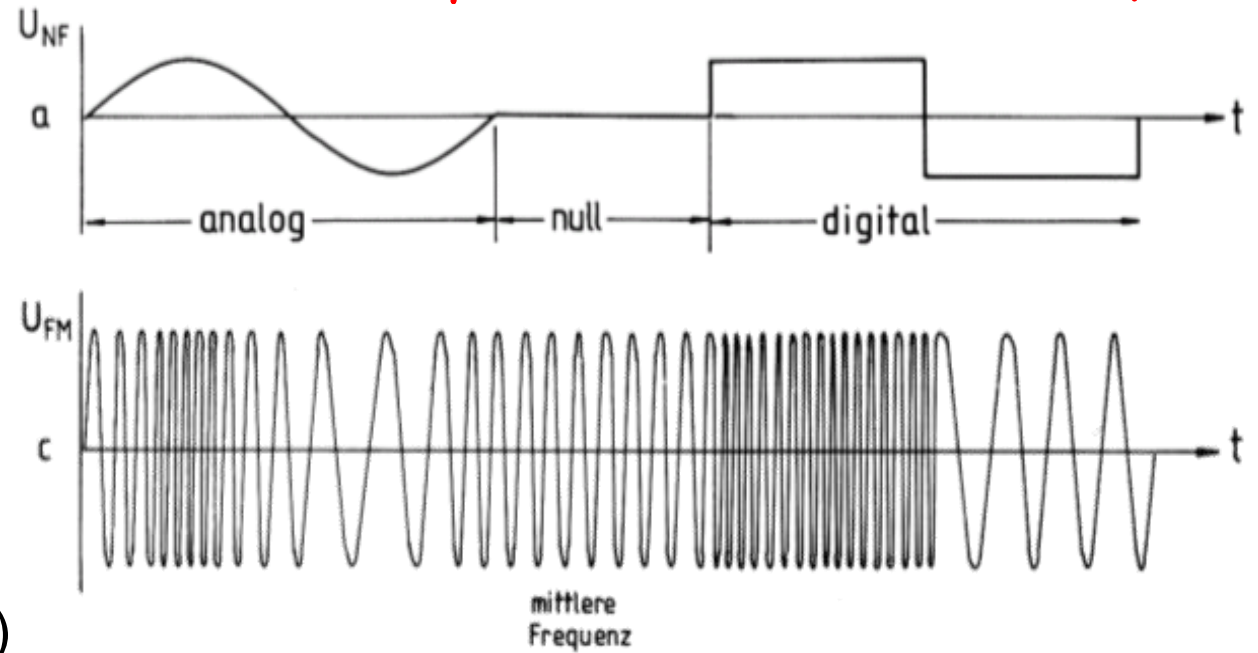 U_NF
a
t
analog
null
digital
U_FM
c
t
mittlere
Frequenz
)